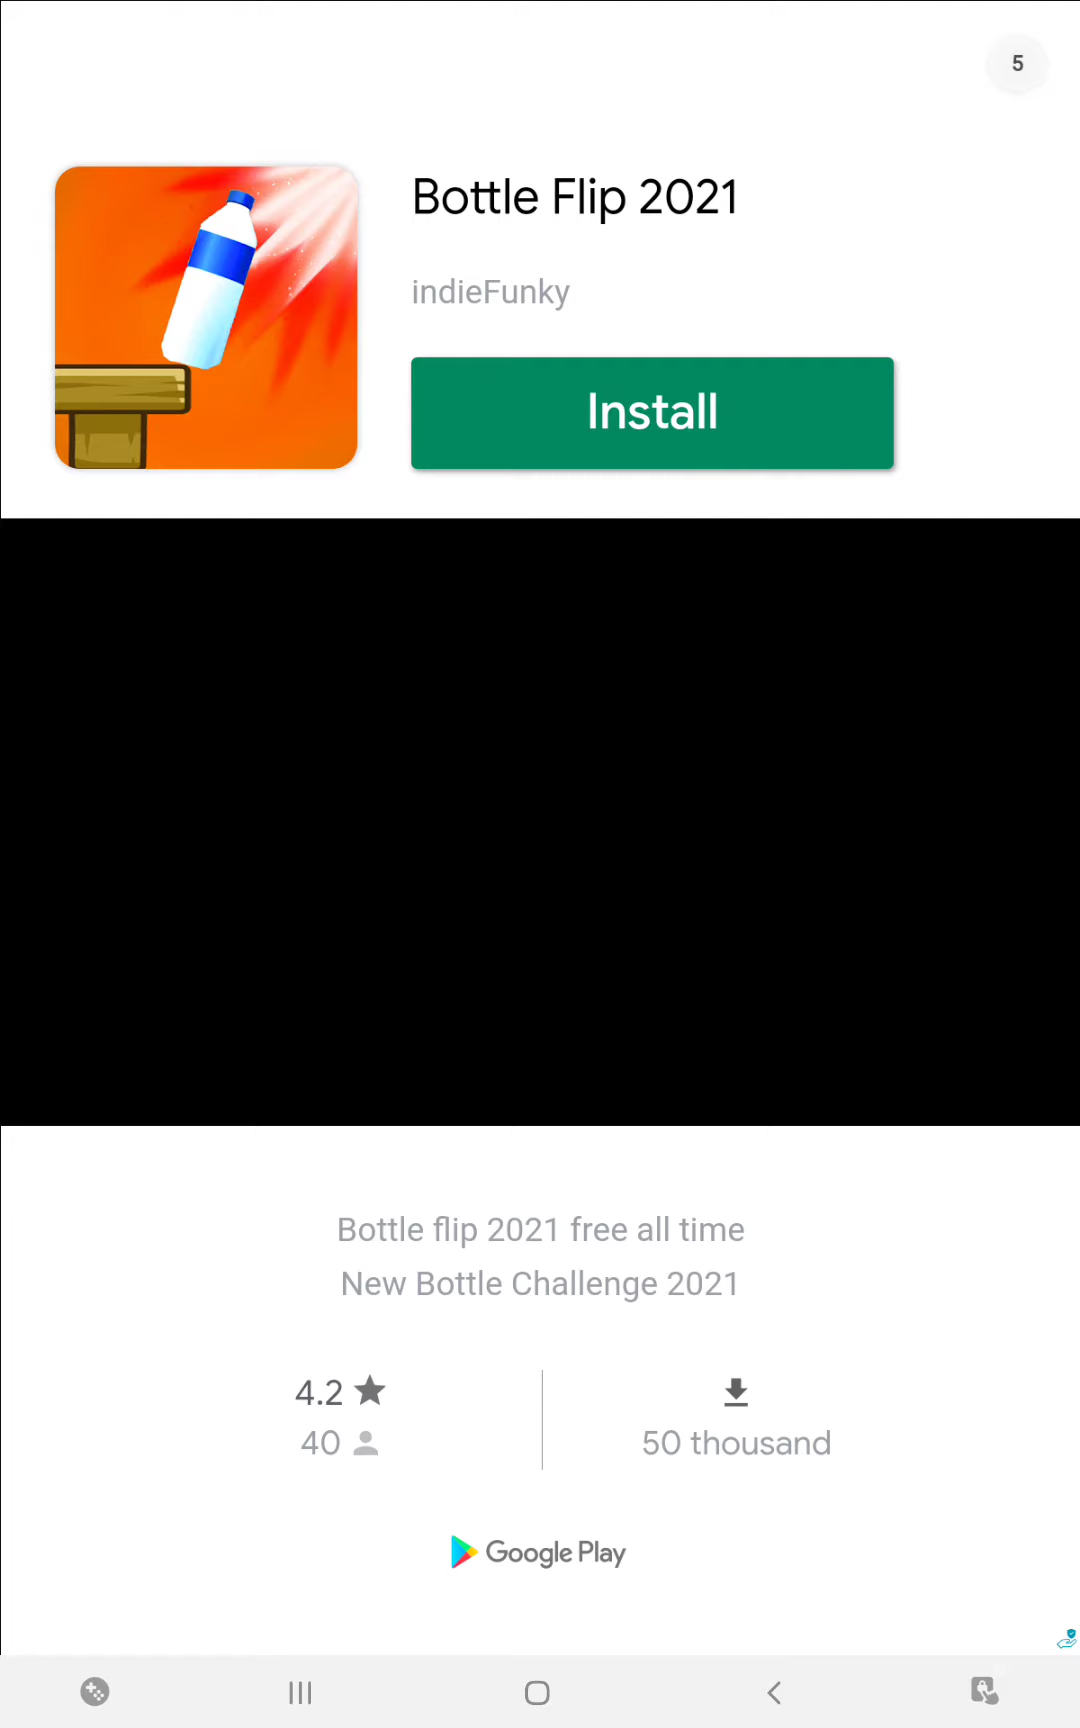 5
Bottle Flip 2021
indieFunky
Install
Bottle flip 2021 free all time
New Bottle Challenge 2021
4.2
40
50 thousand
Google Play